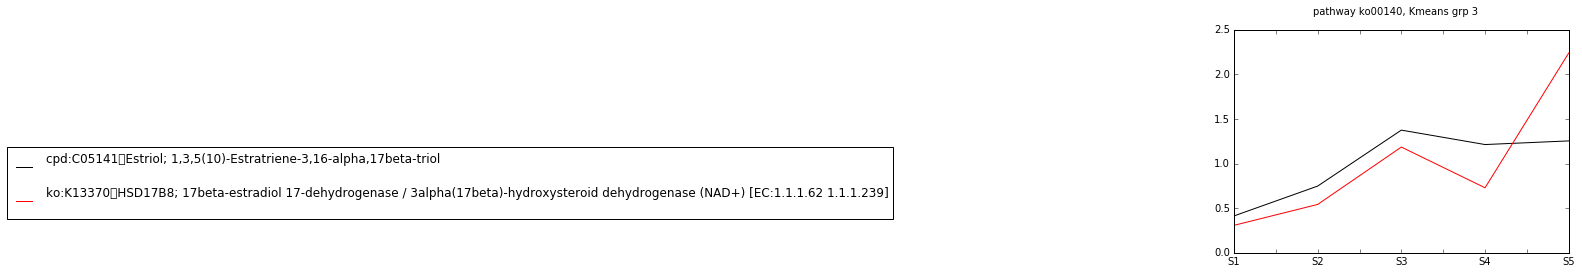 pathway ko00140, Kmeans grp 3
cpd:C05141▯Estriol; 1,3,5(10)-Estratriene-3,16-alpha,17beta-triol
ko:K13370▯HSD17B8; 17beta-estradiol 17-dehydrogenase / 3alpha(17beta)-hydroxysteroid dehydrogenase (NAD+) [EC:1.1.1.62 1.1.1.239]
2.5
2.0
1.5
1.0
0.5
0.0
S1 S2 S3 S4 S5